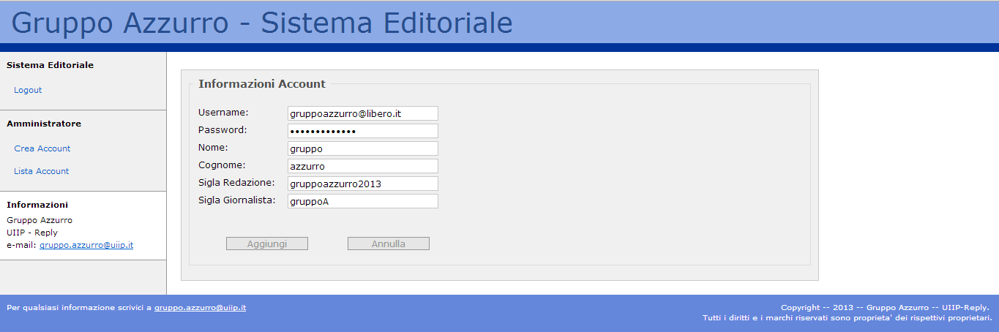 Gruppo Azzurro - Sistema Editoriale
Sistema Editoriale
Logout
Amministratore
Crea Account
Lista Account
Informazioni
Gruppo Azzurro
UIIP - Reply
e-mail: gruppo.azzurro@uiip.it
Informazioni Account
Username: gruppoazzurro@libero.it
Password: •••••••••••••
Nome: gruppo
Cognome: azzurro
Sigla Redazione: gruppoazzurro2013
Sigla Giornalista: gruppoA
Aggiungi Annulla
Per qualsiasi informazione scrivici a gruppo.azzurro@uiip.it
Copyright -- 2013 -- Gruppo Azzurro -- UIIP-Reply.
Tutti i diritti e i marchi riservati sono proprieta' dei rispettivi proprietari.